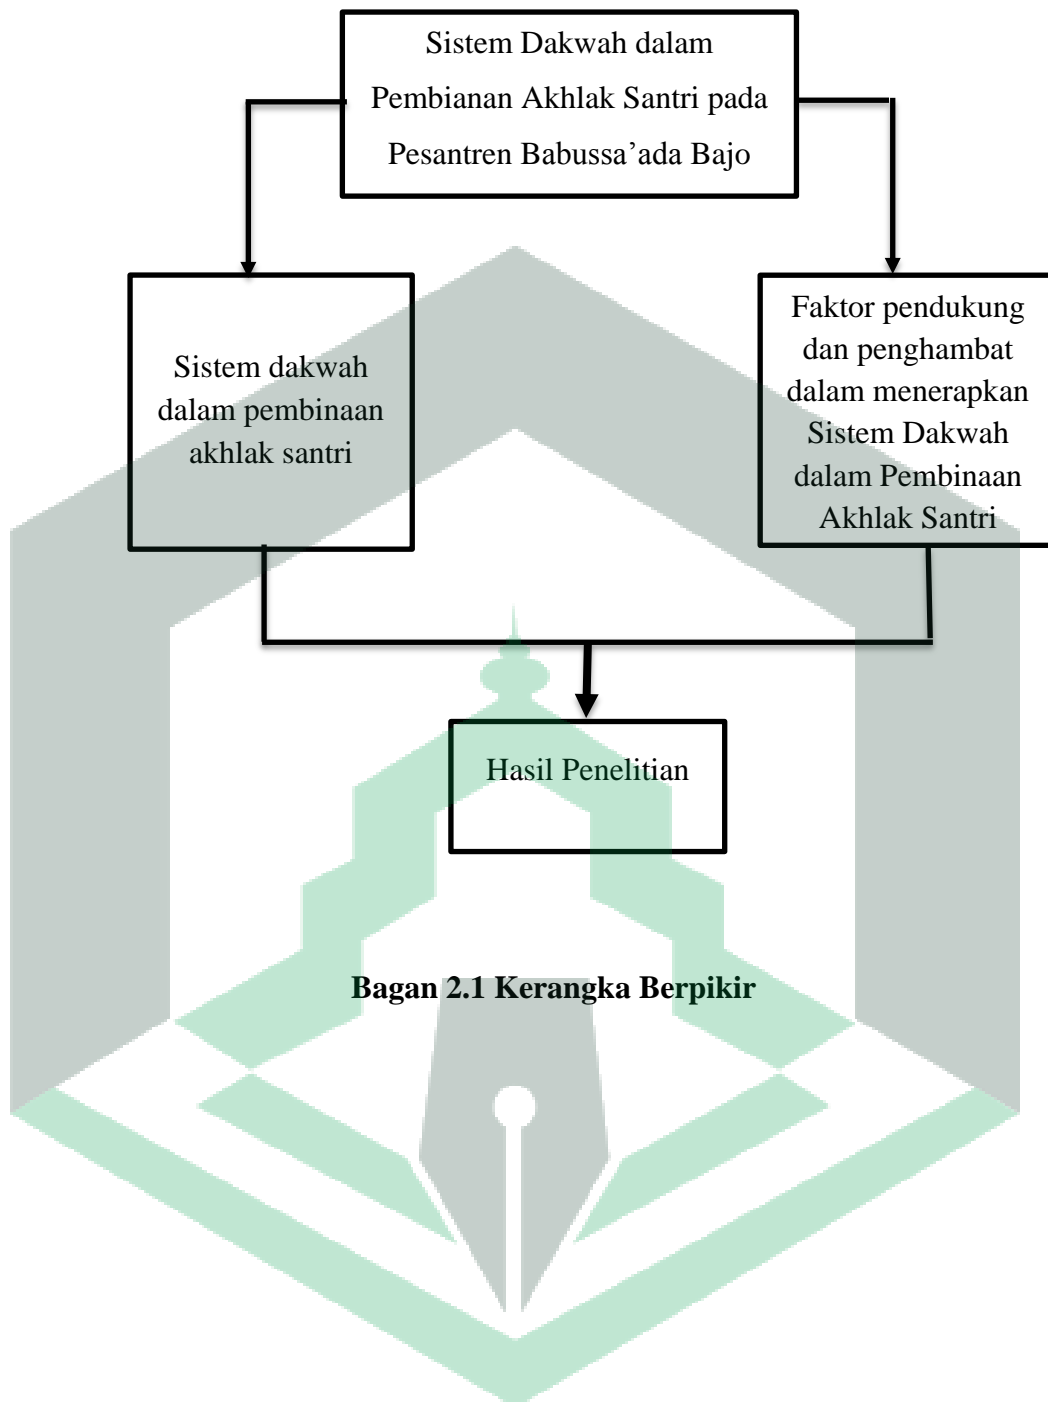 Sistem Dakwah dalam
Pembianan Akhlak Santri pada
Pesantren Babussa’ada Bajo
Sistem dakwah
dalam pembinaan
akhlak santri
Faktor pendukung
dan penghambat
dalam menerapkan
Sistem Dakwah
dalam Pembinaan
Akhlak Santri
Hasil Penelitian
Bagan 2.1 Kerangka Berpikir